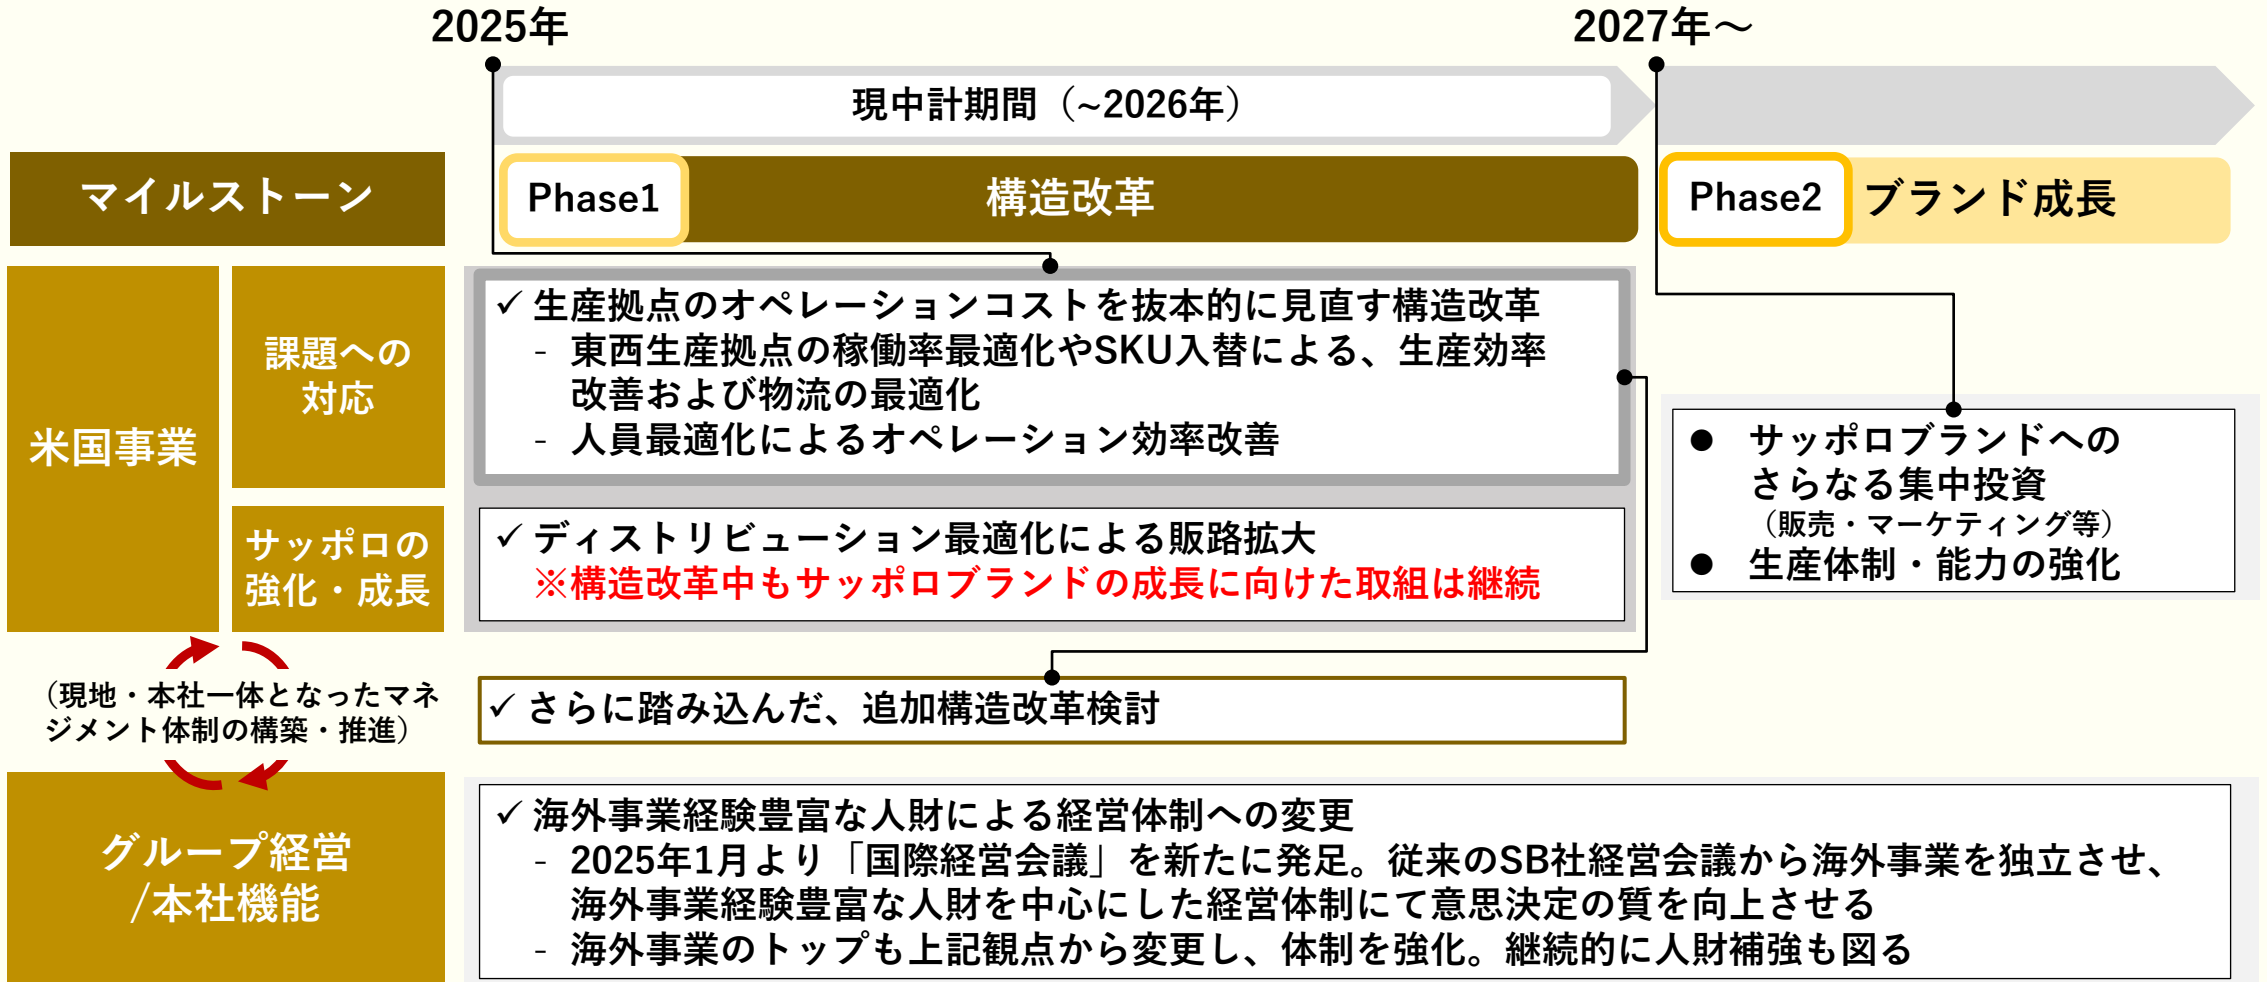 2025年
2027年～
現中計期間（~2026年）
マイルストーン
Phase1
構造改革
Phase2
ブランド成長
米国事業
課題への
対応
✓ 生産拠点のオペレーションコストを抜本的に見直す構造改革
- 東西生産拠点の稼働率最適化やSKU入替による、生産効率
改善および物流の最適化
- 人員最適化によるオペレーション効率改善
サッポロの
強化・成長
✓ ディストリビューション最適化による販路拡大
※構造改革中もサッポロブランドの成長に向けた取組は継続
● サッポロブランドへの
さらなる集中投資
（販売・マーケティング等）
● 生産体制・能力の強化
（現地・本社一体となったマネ
ジメント体制の構築・推進）
✓ さらに踏み込んだ、追加構造改革検討
グループ経営
/本社機能
✓ 海外事業経験豊富な人財による経営体制への変更
- 2025年1月より「国際経営会議」を新たに発足。従来のSB社経営会議から海外事業を独立させ、
海外事業経験豊富な人財を中心にした経営体制にて意思決定の質を向上させる
- 海外事業のトップも上記観点から変更し、体制を強化。継続的に人財補強も図る